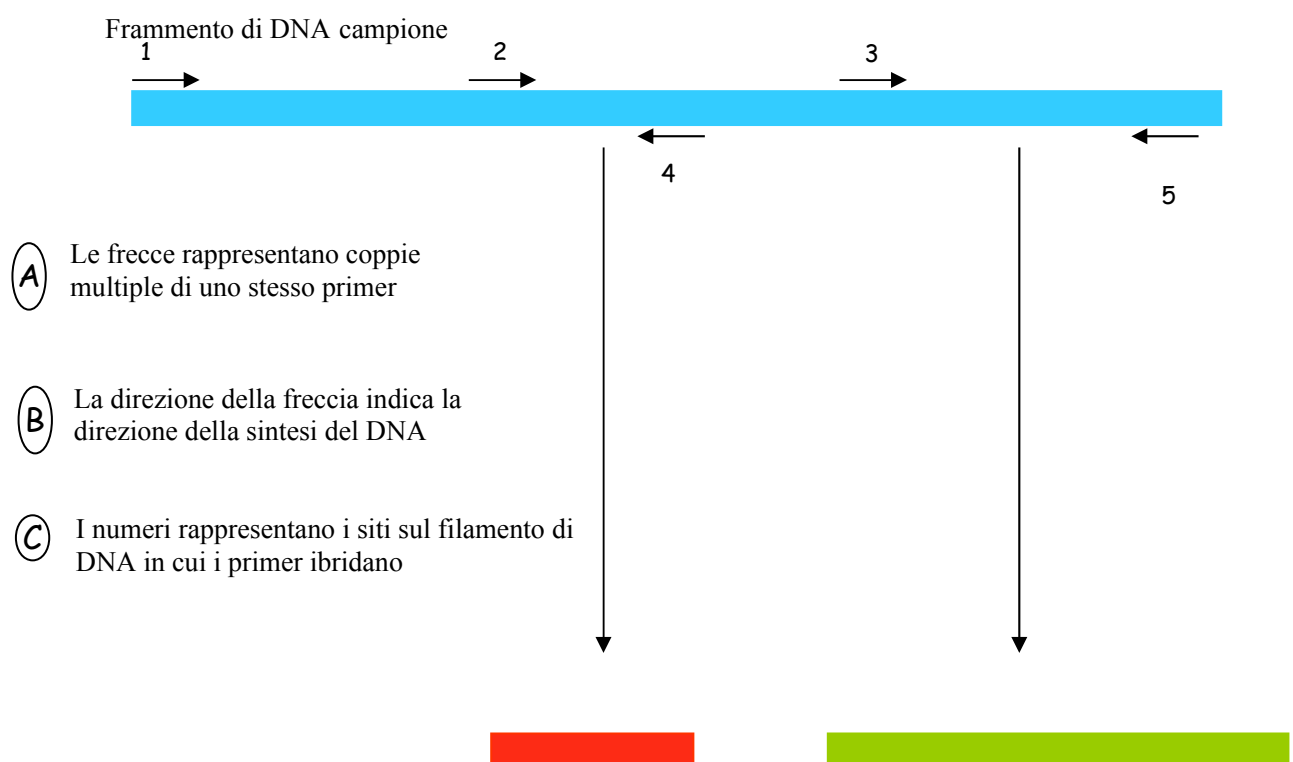 Frammento di DNA campione
1
2
3
4
5
A
Le frecce rappresentano coppie
multiple di uno stesso primer
B
La direzione della freccia indica la
direzione della sintesi del DNA
C
I numeri rappresentano i siti sul filamento di
DNA in cui i primer ibridano